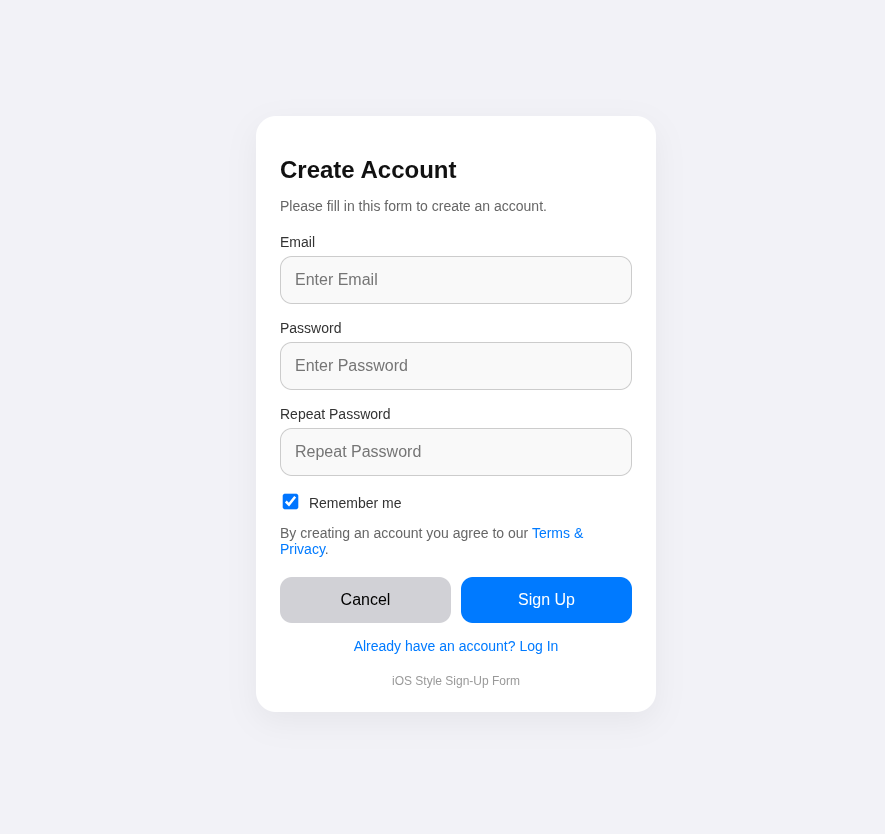 Create Account
Please fill in this form to create an account.
Email
Enter Email
Password
Enter Password
Repeat Password
Repeat Password
Remember me
By creating an account you agree to our Terms &
Privacy.
Cancel
Sign Up
Already have an account? Log In
iOS Style Sign-Up Form